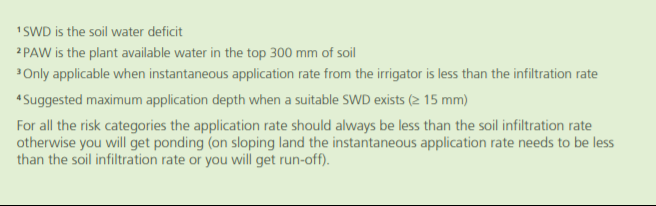 ¹SWD is the soil water deficit
²PAW is the plant available water in the top 300 mm of soil
³Only applicable when instantaneous application rate from the irrigator is less than the infiltration rate
⁴Suggested maximum application depth when a suitable SWD exists (≥ 15 mm)
For all the risk categories the application rate should always be less than the soil infiltration rate
otherwise you will get ponding (on sloping land the instantaneous application rate needs to be less
than the soil infiltration rate or you will get run-off).